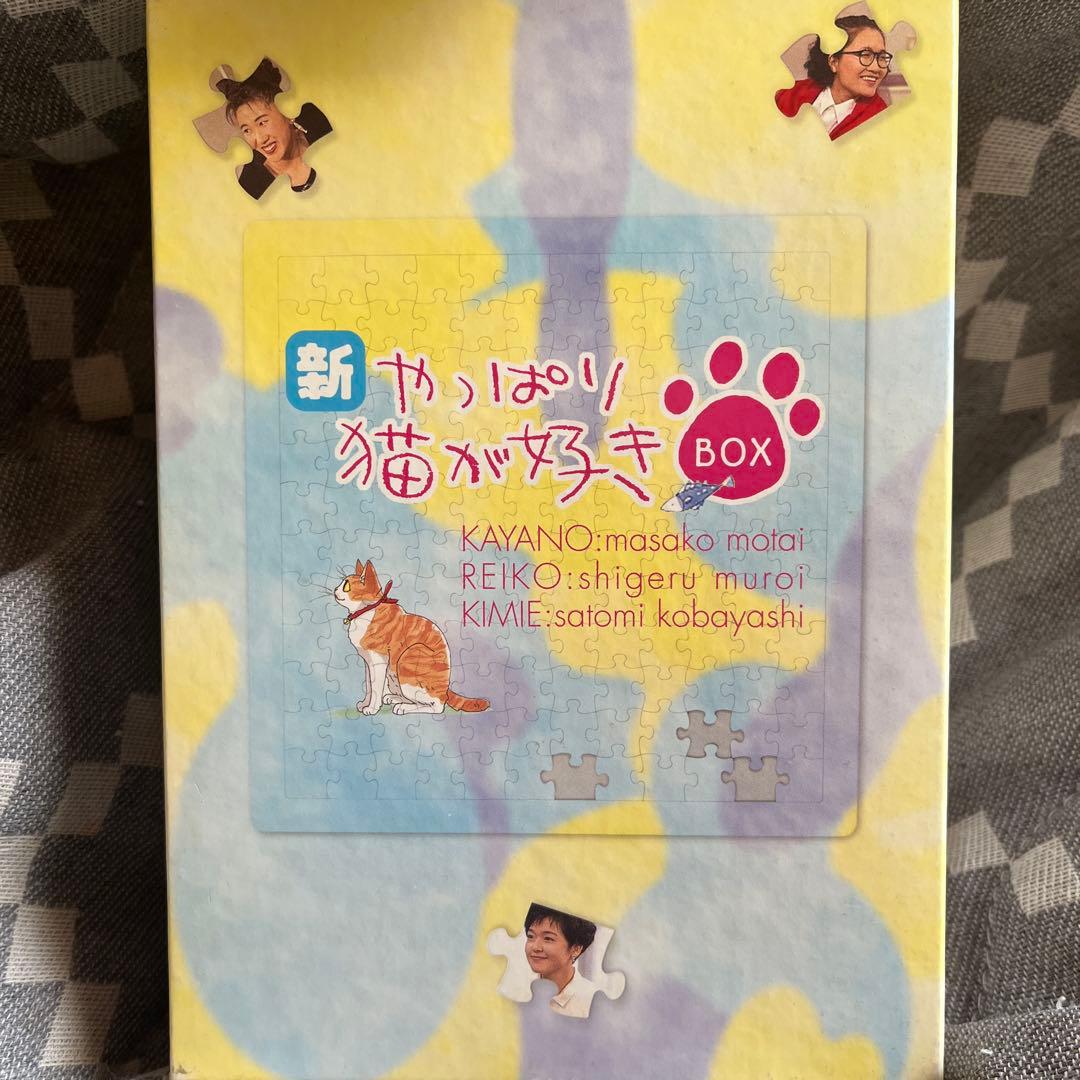 新 やっぱり
猫が好き BOX
KAYANO:masako motai
REIKO:shigeru muroi
KIMIE:satomi kobayashi